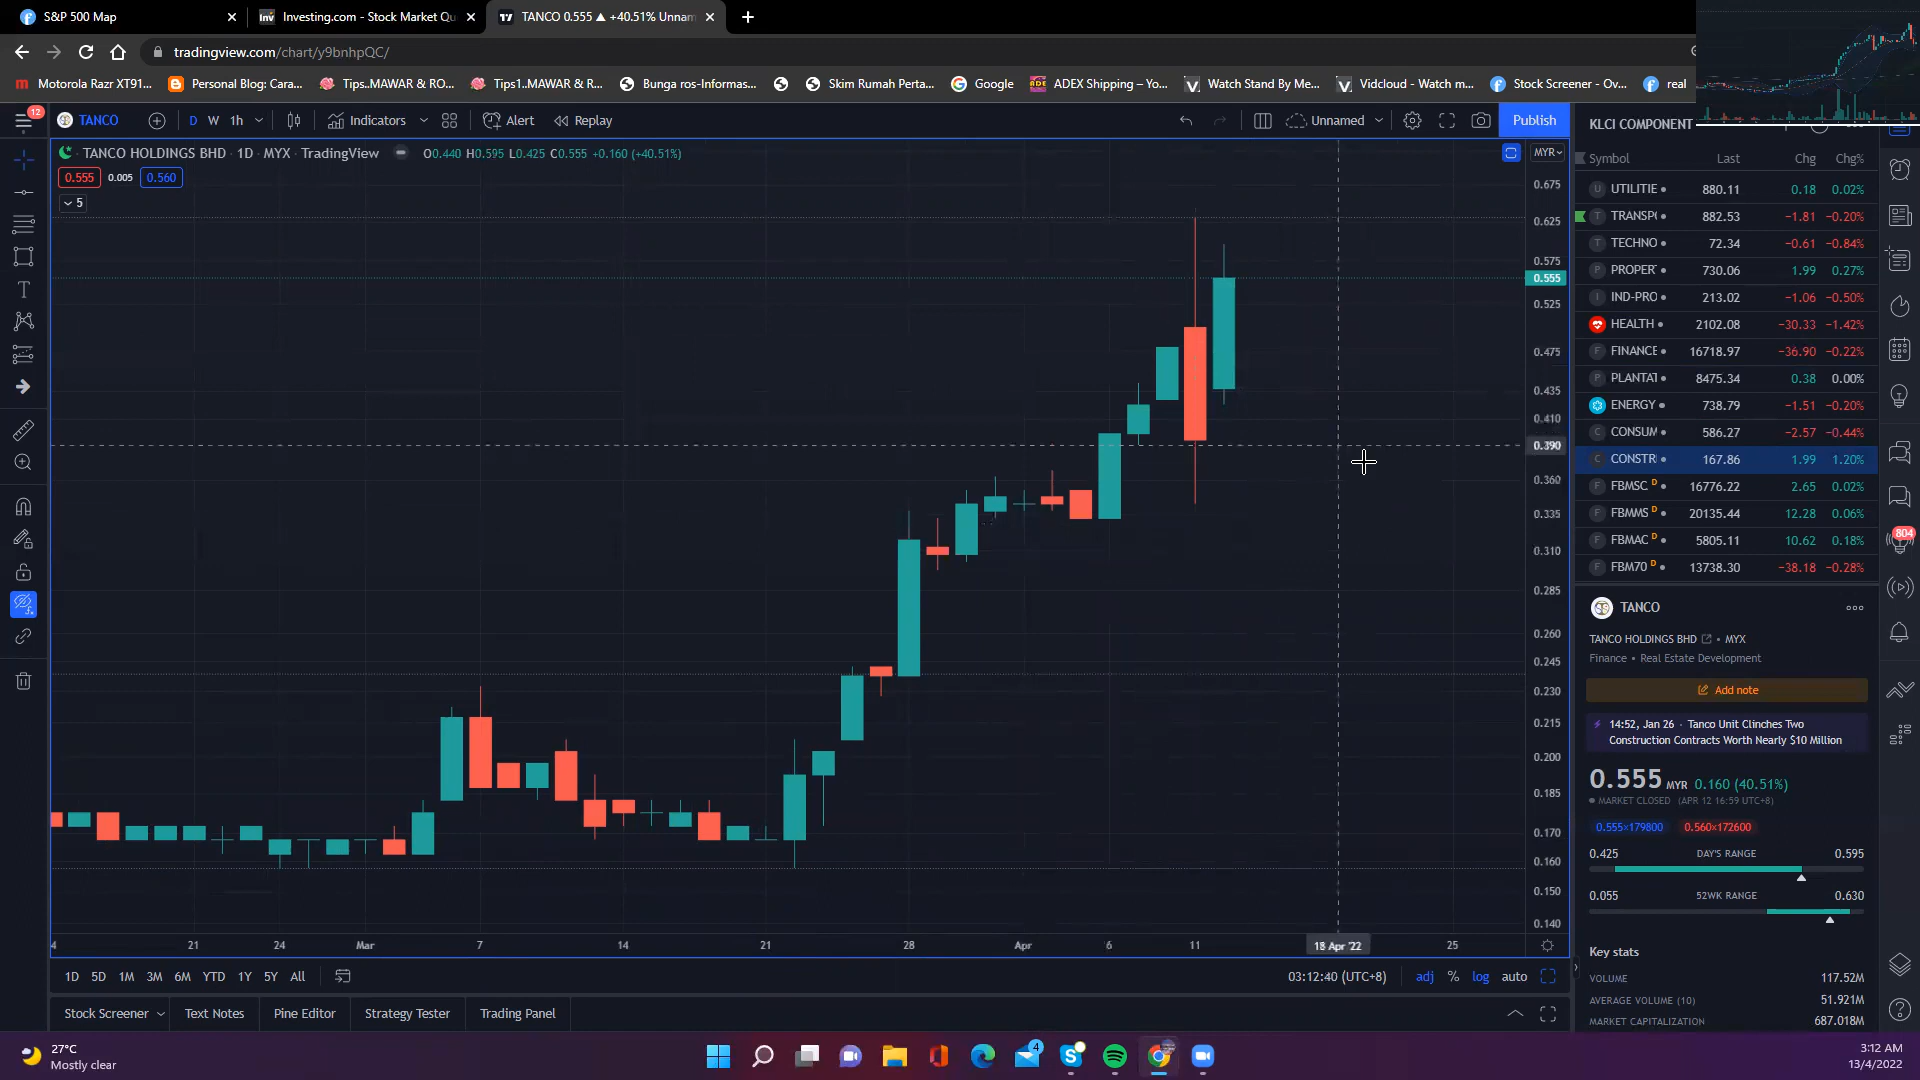 S&P 500 Map
Investing.com - Stock Market Qu
TANCO 0.555 ▲ +40.51% Unnam
tradingview.com/chart/y9bnhpQC/
Motorola Razr XT91...
Personal Blog: Cara...
Tips..MAWAR & RO...
Tips1..MAWAR & R...
Bunga ros-Informas...
Skim Rumah Perta...
Google
ADEX Shipping – Yo...
Watch Stand By Me...
Vidcloud - Watch m...
Stock Screener - Ov...
real
12
TANCO
D W 1h
Indicators
Alert
Replay
Unnamed
Publish
KLCI COMPONENT
TANCO HOLDINGS BHD · 1D · MYX · TradingView
O0.440 H0.595 L0.425 C0.555 +0.160 (+40.51%)
MYR
0.555 0.005 0.560
5
0.675
0.625
0.575
0.555
0.525
0.475
0.435
0.410
0.390
0.360
0.335
0.310
0.285
0.260
0.245
0.230
0.215
0.200
0.185
0.170
0.160
0.150
0.140
21 24 Mar 7 14 21 28 Apr 6 11 18 Apr '22 25
Symbol Last Chg Chg%
UTILITIE 880.11 0.18 0.02%
TRANSP 882.53 −1.81 −0.20%
TECHNO 72.34 −0.61 −0.84%
PROPER 730.06 1.99 0.27%
IND-PRO 213.02 −1.06 −0.50%
HEALTH 2102.08 −30.33 −1.42%
FINANCE 16718.97 −36.90 −0.22%
PLANTAT 8475.34 0.38 0.00%
ENERGY 738.79 −1.51 −0.20%
CONSUM 586.27 −2.57 −0.44%
CONSTR 167.86 1.99 1.20%
FBMSC D 16776.22 2.65 0.02%
FBMMS D 20135.44 12.28 0.06%
FBMAC D 5805.11 10.62 0.18%
FBM70 D 13738.30 −38.18 −0.28%
804
TANCO
TANCO HOLDINGS BHD • MYX
Finance • Real Estate Development
Add note
14:52, Jan 26 · Tanco Unit Clinches Two
Construction Contracts Worth Nearly $10 Million
0.555 MYR 0.160 (40.51%)
MARKET CLOSED (APR 12 16:59 UTC+8)
0.555×179800 0.560×172600
0.425 DAY'S RANGE 0.595
0.055 52WK RANGE 0.630
Key stats
VOLUME 117.52M
AVERAGE VOLUME (10) 51.921M
MARKET CAPITALIZATION 687.018M
1D 5D 1M 3M 6M YTD 1Y 5Y All
03:12:40 (UTC+8) adj % log auto
Stock Screener
Text Notes
Pine Editor
Strategy Tester
Trading Panel
27°C
Mostly clear
4
3:12 AM
13/4/2022